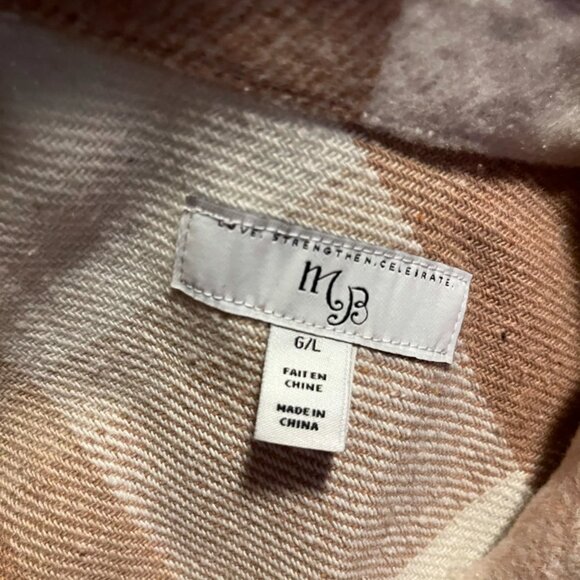 LOVE. STRENGTHEN. CELEBRATE.
MB
G/L
FAIT EN
CHINE
MADE IN
CHINA